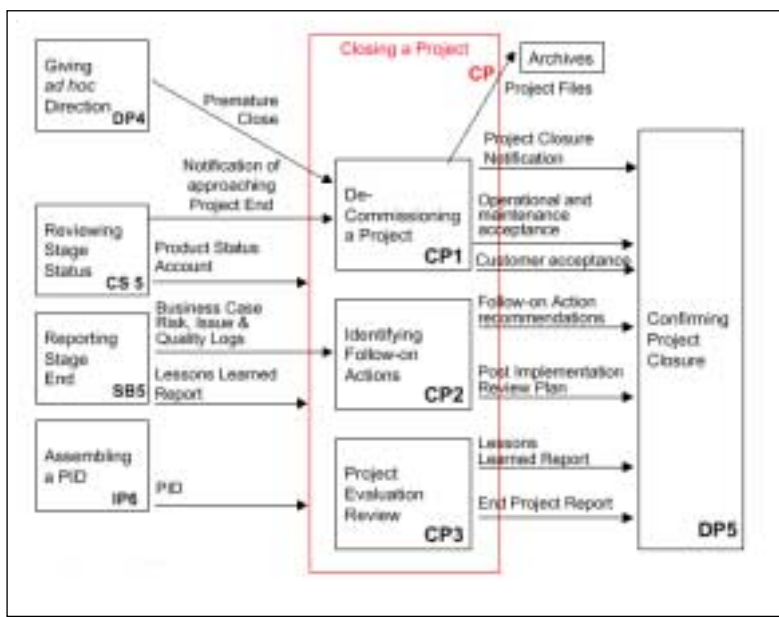 Closing a Project
CP
Giving
ad hoc
Direction
DP4
Archives
Project Files
Premature
Close
Project Closure
Notification
Notification of
approaching
Project End
De-
Commissioning
a Project
CP1
Operational and
maintenance
acceptance
Customer acceptance
Reviewing
Stage
Status
CS 5
Product Status
Account
Business Case
Risk, Issue &
Quality Logs
Identifying
Follow-on
Actions
CP2
Follow-on Action
recommendations
Confirming
Project
Closure
DP5
Reporting
Stage
End
SB5
Lessons Learned
Report
Post Implementation
Review Plan
Assembling
a PID
IP6
PID
Project
Evaluation
Review
CP3
Lessons
Learned Report
End Project Report